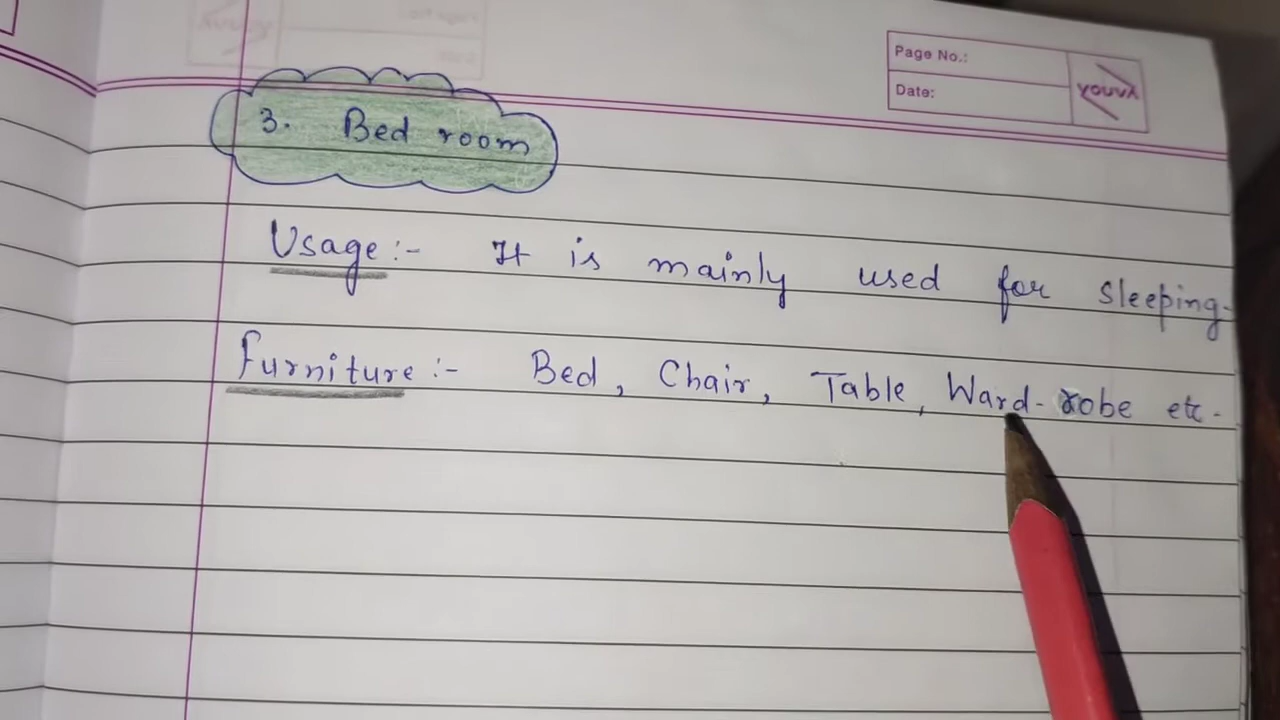 Page No.:
Date:
YOUVA
3. Bed room
Usage :- It is mainly used for sleeping.
Furniture :- Bed, Chair, Table, Ward-robe etc.